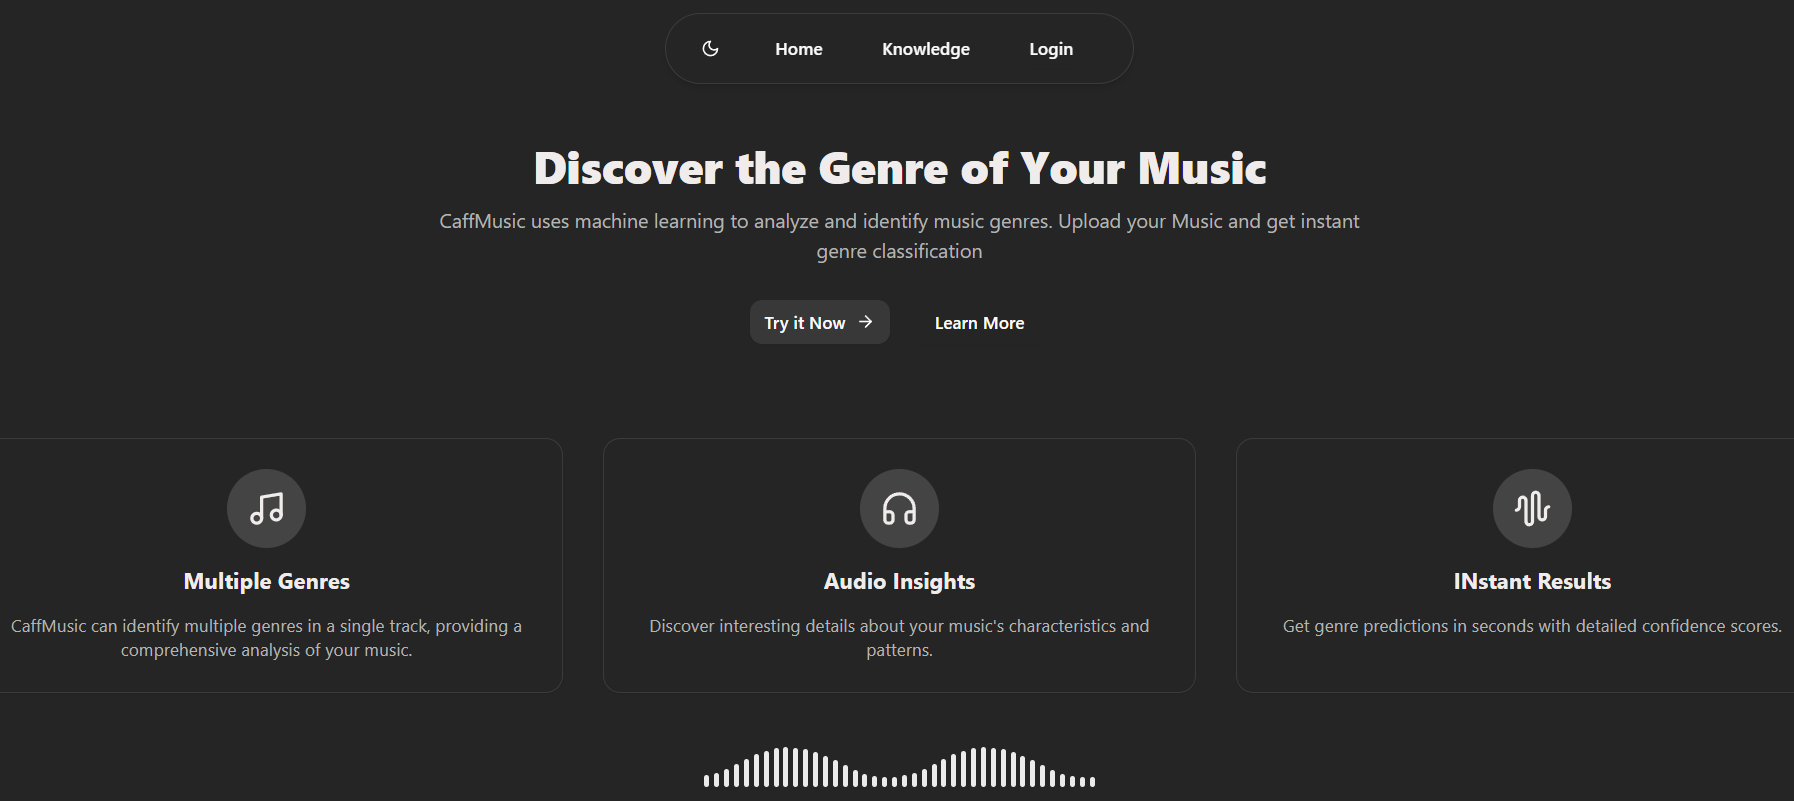 Home Knowledge Login
Discover the Genre of Your Music
CaffMusic uses machine learning to analyze and identify music genres. Upload your Music and get instant
genre classification
Try it Now Learn More
Multiple Genres
CaffMusic can identify multiple genres in a single track, providing a
comprehensive analysis of your music.
Audio Insights
Discover interesting details about your music's characteristics and
patterns.
INstant Results
Get genre predictions in seconds with detailed confidence scores.